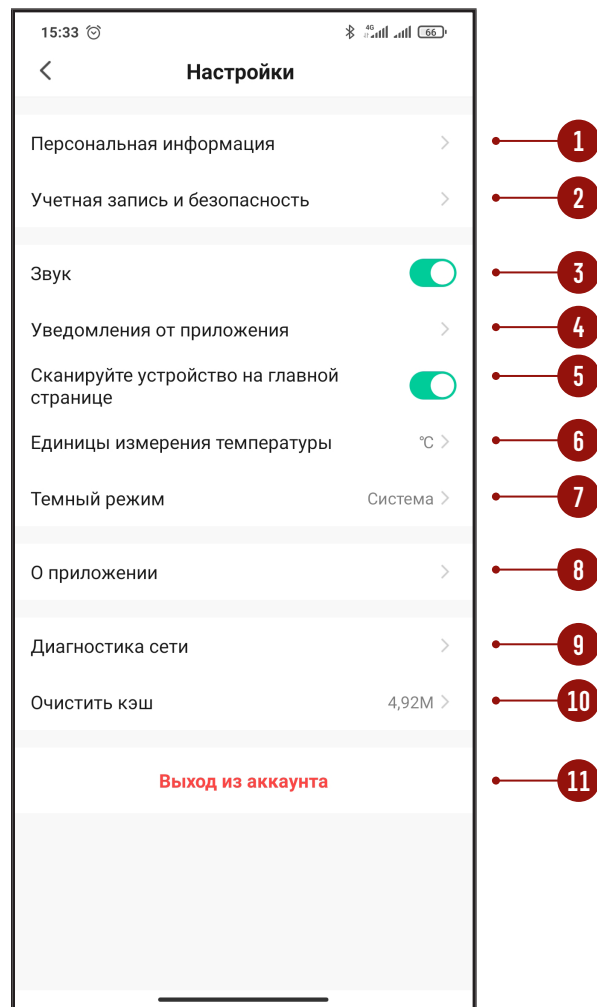 15:33 4G 66
Настройки
Персональная информация 1
Учетная запись и безопасность 2
Звук 3
Уведомления от приложения 4
Сканируйте устройство на главной
странице 5
Единицы измерения температуры °C 6
Темный режим Система 7
О приложении 8
Диагностика сети 9
Очистить кэш 4,92M 10
Выход из аккаунта 11